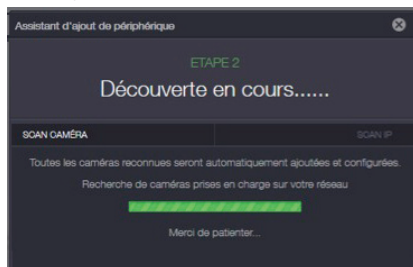 Assistant d'ajout de périphérique
ETAPE 2
Découverte en cours......
SCAN CAMÉRA
SCAN IP
Toutes les caméras reconnues seront automatiquement ajoutées et configurées.
Recherche de caméras prises en charge sur votre réseau
Merci de patienter...